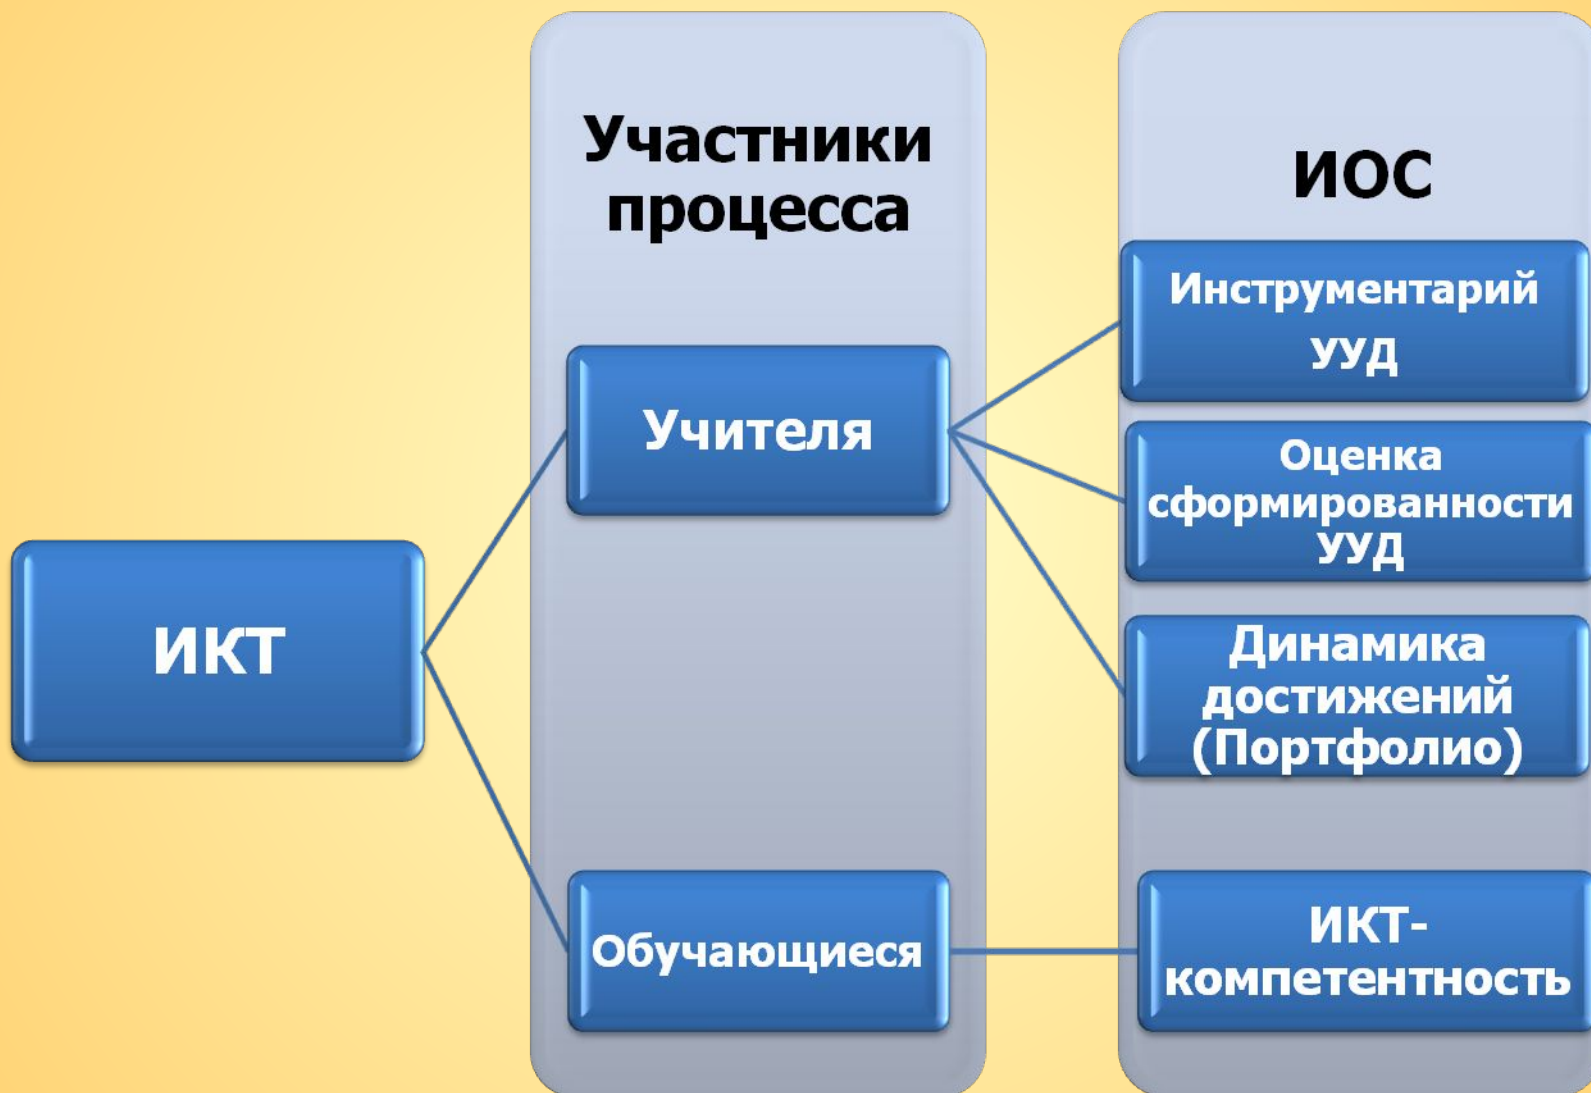 Участники
процесса
ИОС
ИКТ
Учителя
Обучающиеся
Инструментарий
УУД
Оценка
сформированности
УУД
Динамика
достижений
(Портфолио)
ИКТ-
компетентность